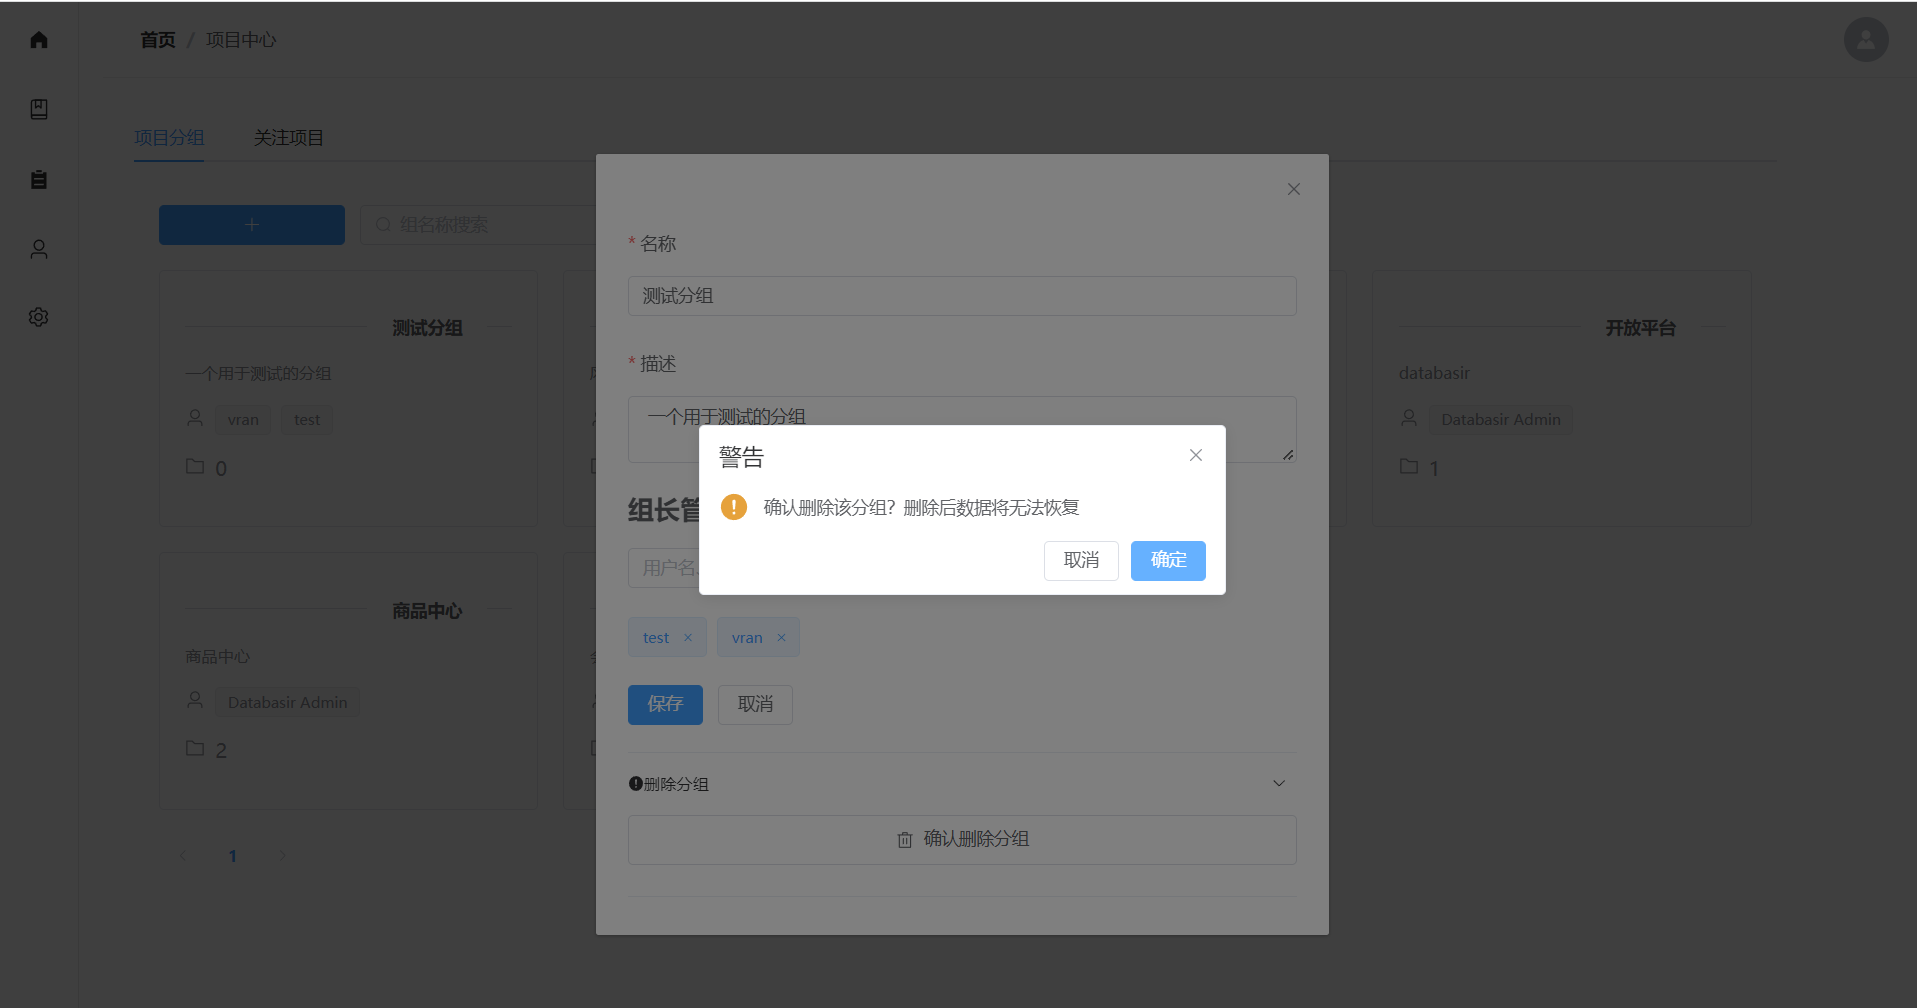 首页 / 项目中心
项目分组 关注项目
组名称搜索
测试分组
一个用于测试的分组
vran test
0
开放平台
databasir
Databasir Admin
1
商品中心
商品中心
Databasir Admin
2
1
* 名称
测试分组
* 描述
一个用于测试的分组
组长管
用户名
test × vran ×
保存 取消
删除分组
确认删除分组
警告
确认删除该分组？删除后数据将无法恢复
取消 确定